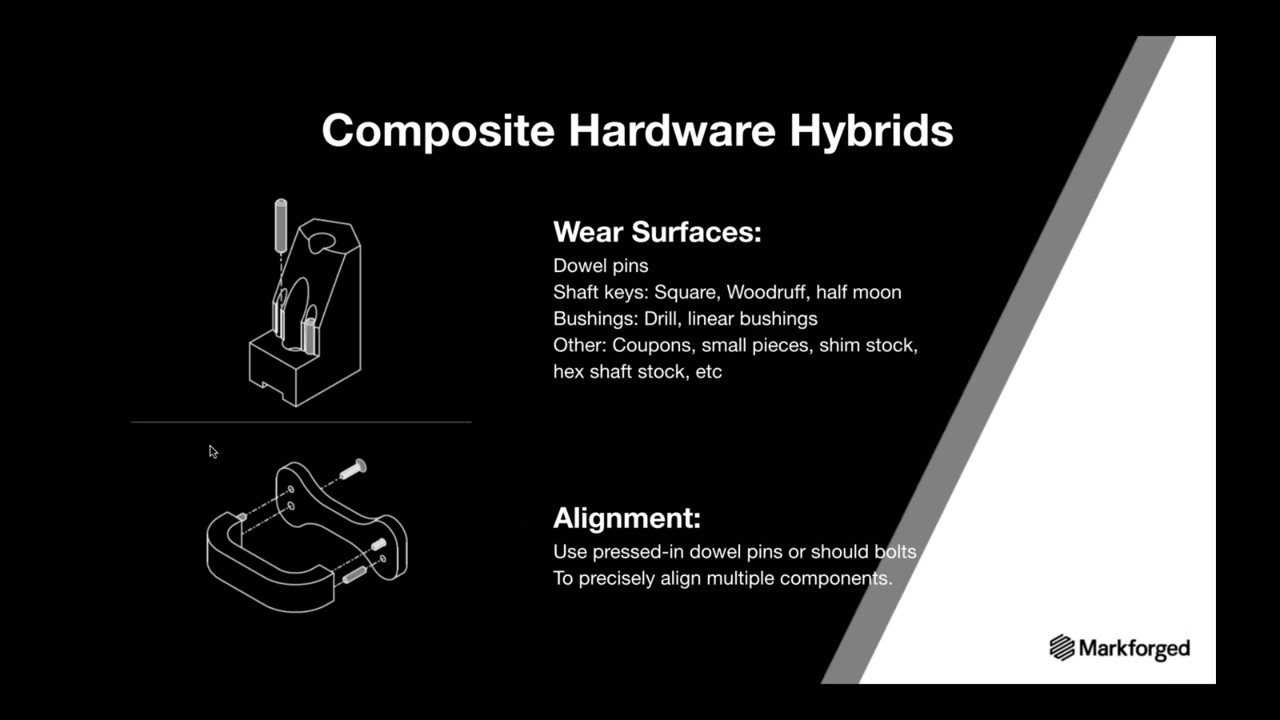 Composite Hardware Hybrids
Wear Surfaces:
Dowel pins
Shaft keys: Square, Woodruff, half moon
Bushings: Drill, linear bushings
Other: Coupons, small pieces, shim stock,
hex shaft stock, etc
Alignment:
Use pressed-in dowel pins or should bolts
To precisely align multiple components.
Markforged